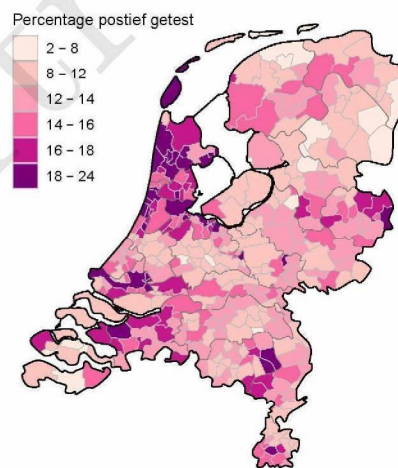 Percentage postief getest
2 – 8
8 – 12
12 – 14
14 – 16
16 – 18
18 – 24